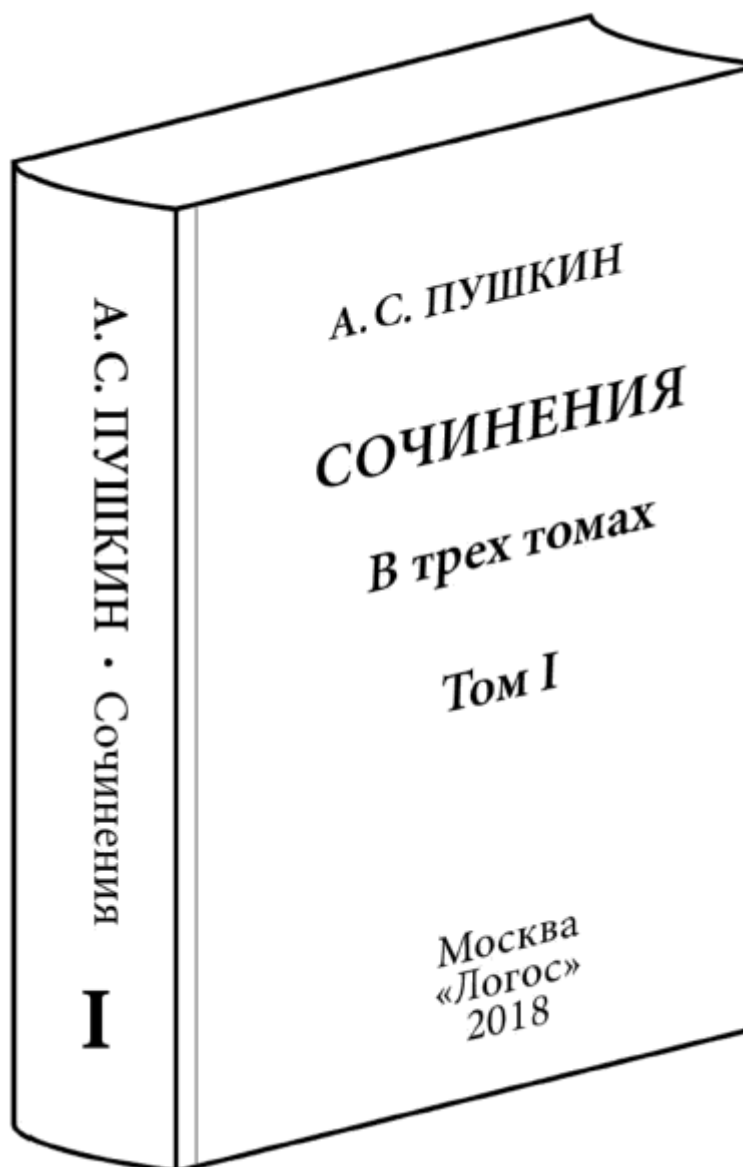 А. С. ПУШКИН · Сочинения
I
А. С. ПУШКИН
СОЧИНЕНИЯ
В трех томах
Том I
Москва
«Логос»
2018